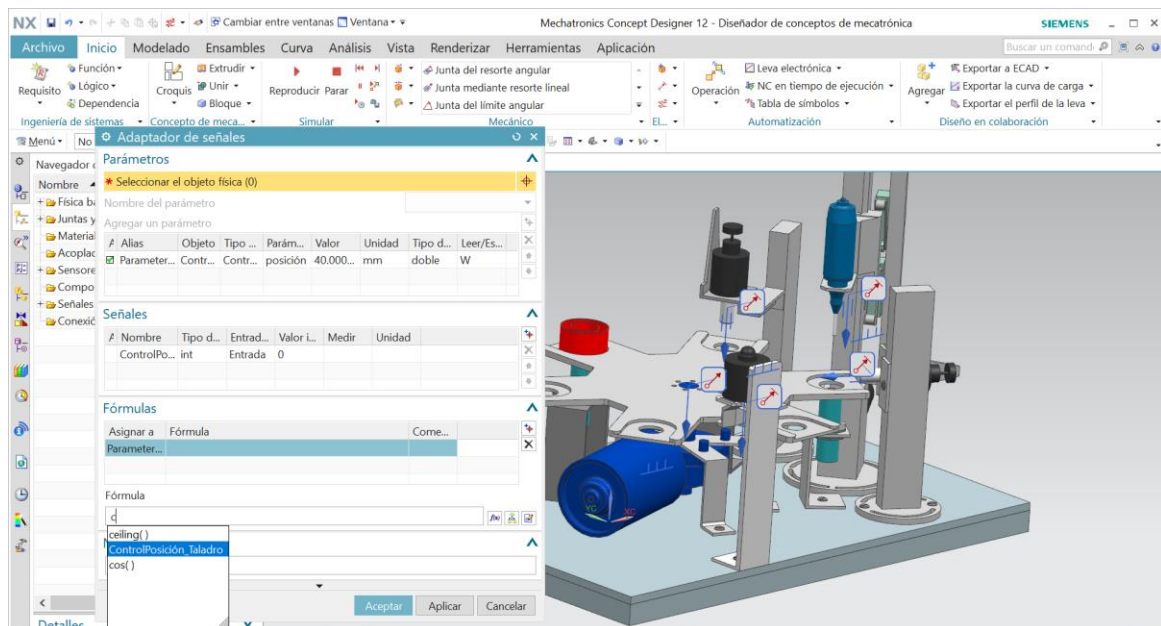 NX Cambiar entre ventanas Ventana Mechatronics Concept Designer 12 - Diseñador de conceptos de mecatrónica SIEMENS
Archivo Inicio Modelado Ensambles Curva Análisis Vista Renderizar Herramientas Aplicación Buscar un comand
Función Extrudir Junta del resorte angular Leva electrónica Exportar a ECAD
Requisito Lógico Croquis Unir Reproducir Parar Junta mediante resorte lineal Operación NC en tiempo de ejecución Agregar Exportar la curva de carga
Dependencia Bloque Junta del límite angular Tabla de símbolos Exportar el perfil de la leva
Ingeniería de sistemas Concepto de meca... Simular Mecánico El... Automatización Diseño en colaboración
Menú No
Adaptador de señales
Navegador
Nombre
Física ba
Juntas y
Material
Acoplac
Sensore
Compo
Señales
Conexió
Detalles
Parámetros
* Seleccionar el objeto física (0)
Nombre del parámetro
Agregar un parámetro
Alias Objeto Tipo ... Parám... Valor Unidad Tipo d... Leer/Es...
Parameter... Contr... Contr... posición 40.000... mm doble W
Señales
Nombre Tipo d... Entrad... Valor i... Medir Unidad
ControlPo... int Entrada 0
Fórmulas
Asignar a Fórmula Come...
Parameter...
Fórmula
c
ceiling( )
ControlPosición_Taladro
cos( )
Aceptar Aplicar Cancelar
YC XC